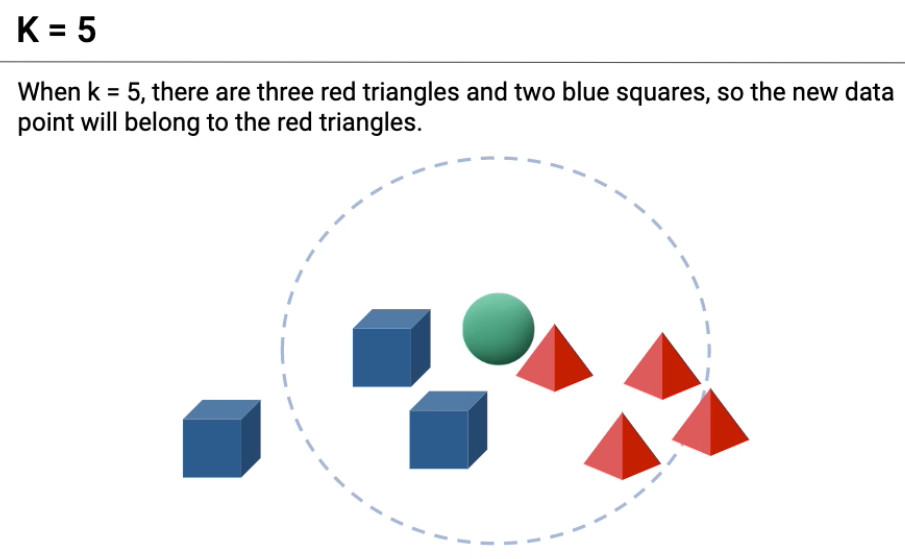 K = 5
When k = 5, there are three red triangles and two blue squares, so the new data
point will belong to the red triangles.